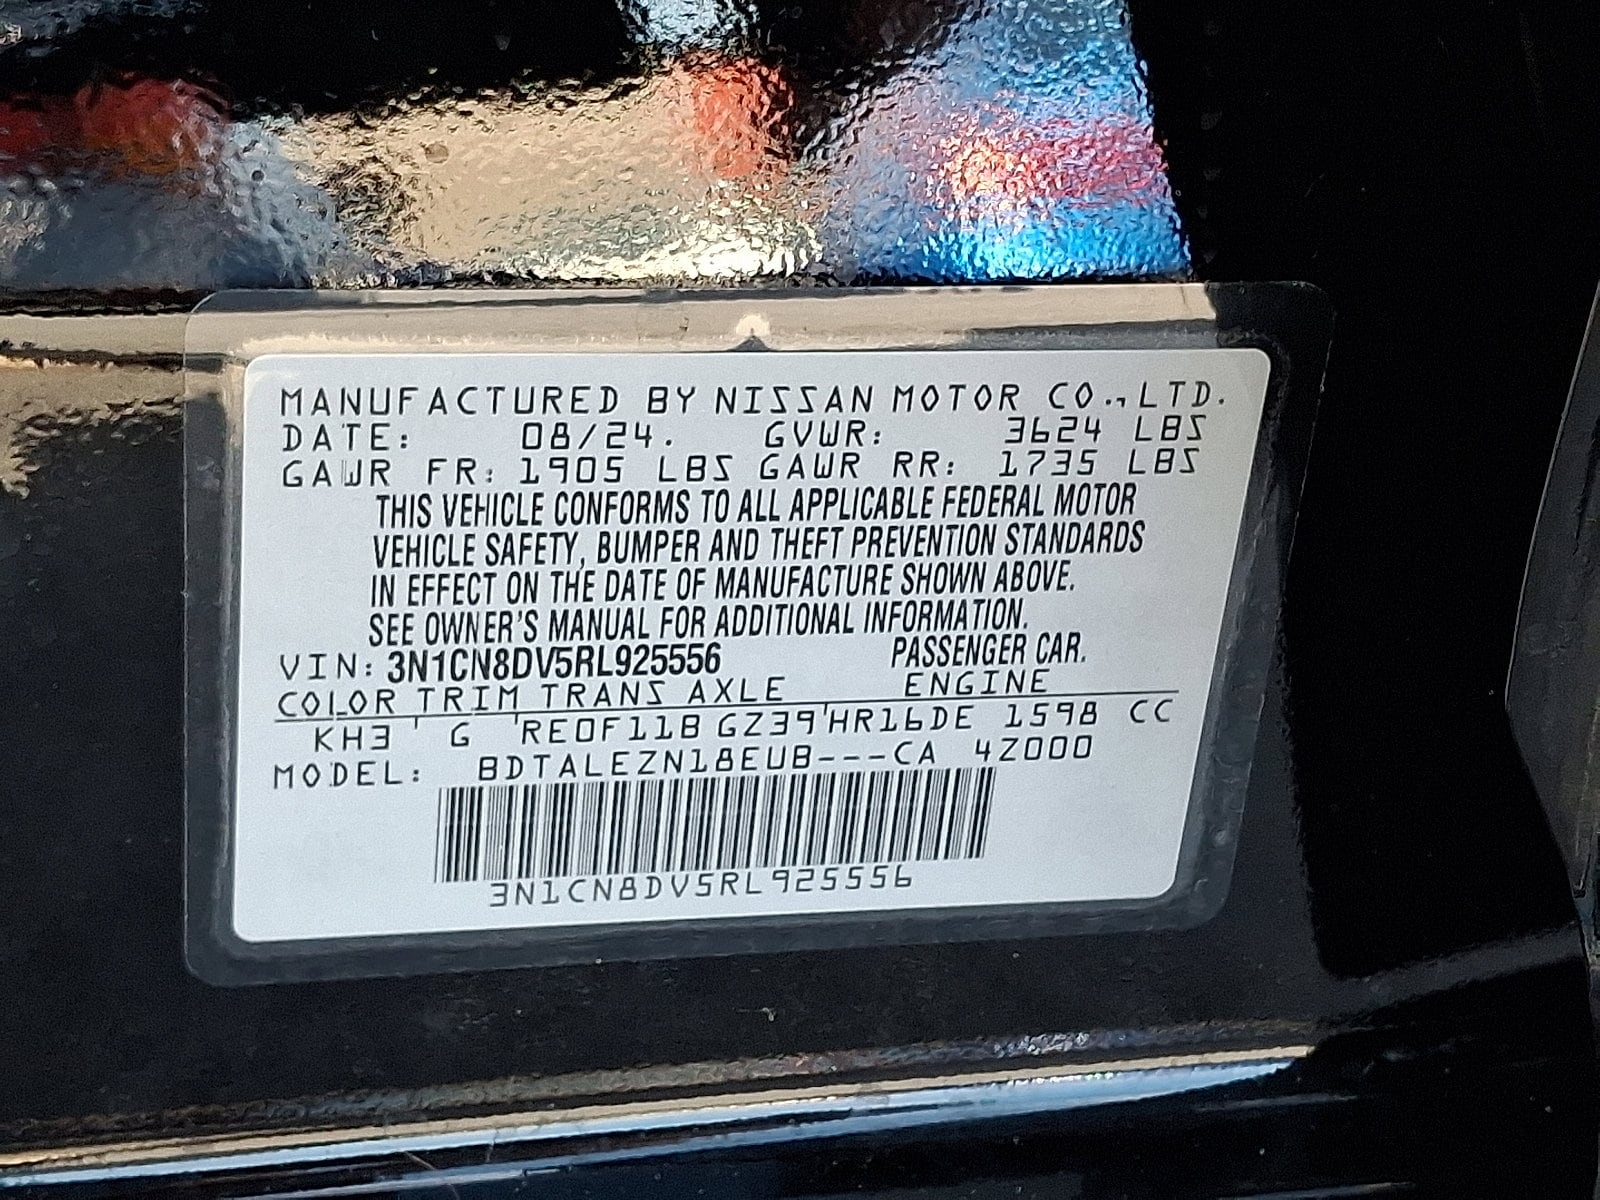 MANUFACTURED BY NISSAN MOTOR CO., LTD.
DATE: 08/24. GVWR: 3624 LBS
GAWR FR: 1905 LBS GAWR RR: 1735 LBS
THIS VEHICLE CONFORMS TO ALL APPLICABLE FEDERAL MOTOR
VEHICLE SAFETY, BUMPER AND THEFT PREVENTION STANDARDS
IN EFFECT ON THE DATE OF MANUFACTURE SHOWN ABOVE.
SEE OWNER'S MANUAL FOR ADDITIONAL INFORMATION.
VIN: 3N1CN8DV5RL925556 PASSENGER CAR.
COLOR TRIM TRANS AXLE ENGINE
KH3 G RE0F11B GZ39 HR16DE 1598 CC
MODEL: BDTALEZN18EUB---CA 4Z000
3N1CN8DV5RL925556